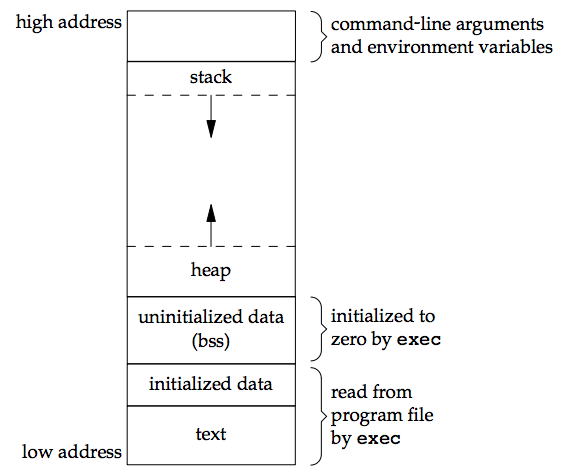 high address
command-line arguments
and environment variables
stack
heap
uninitialized data
(bss)
initialized to
zero by exec
initialized data
read from
program file
by exec
text
low address